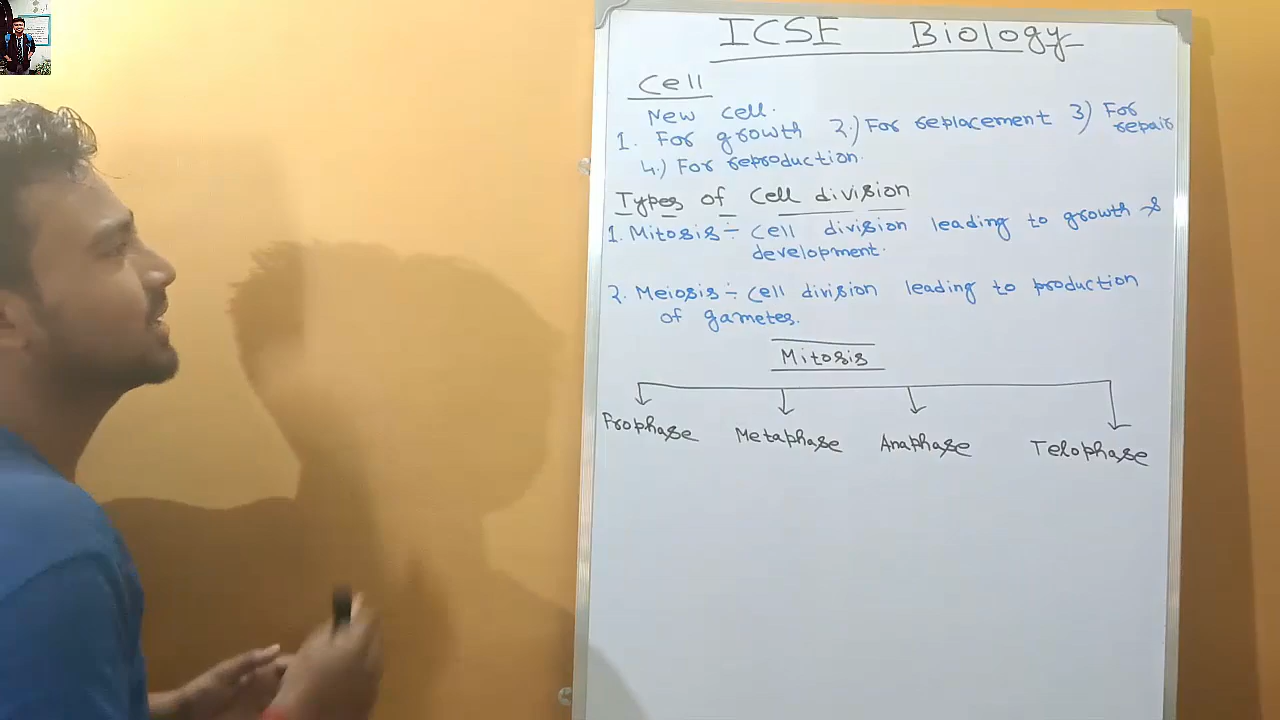 ICSE Biology
Cell
New cell.
1. For growth 2.) For replacement 3) For repair
4.) For reproduction.
Types of Cell division
1. Mitosis ÷ Cell division leading to growth &
development.
2. Meiosis ÷ Cell division leading to production
of gametes.
Mitosis
Prophase Metaphase Anaphase Telophase